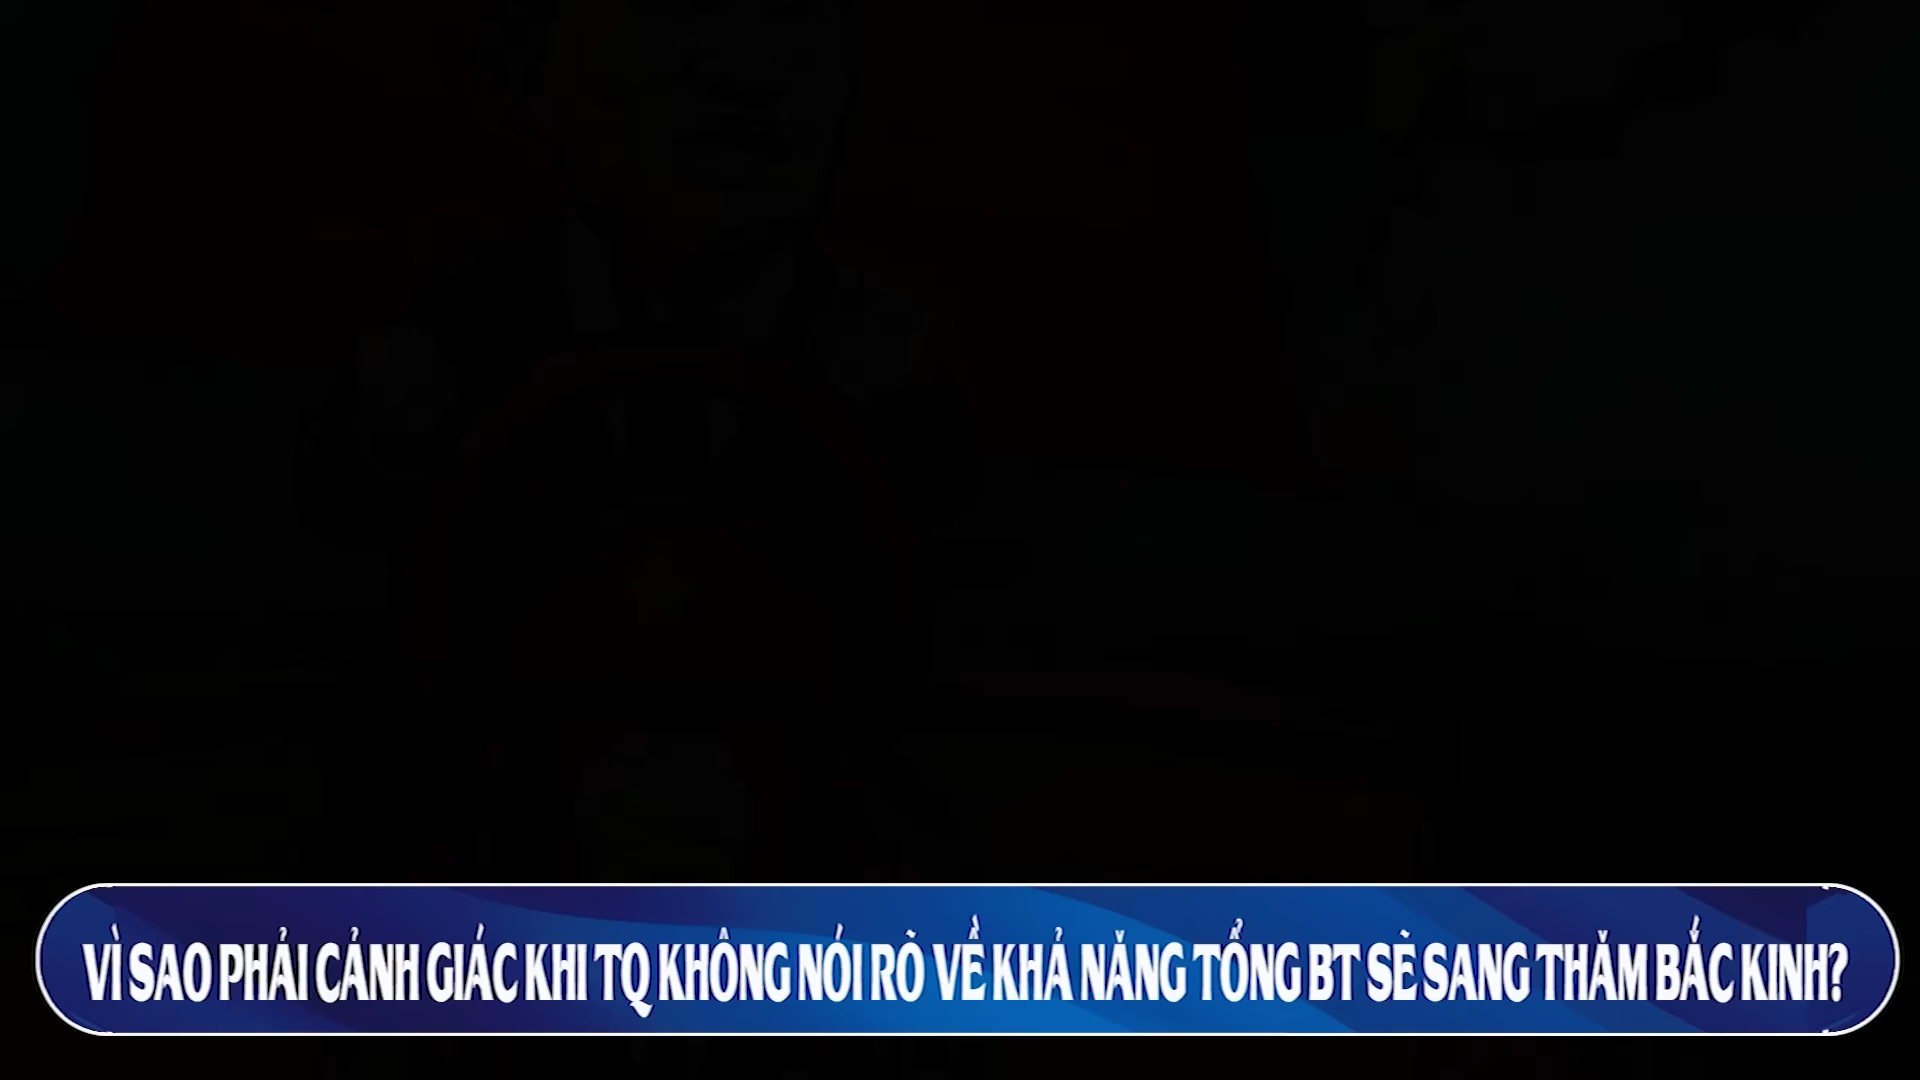 VÌ SAO PHẢI CẢNH GIÁC KHI TQ KHÔNG NÓI RÕ VỀ KHẢ NĂNG TỔNG BT SẼ SANG THĂM BẮC KINH?